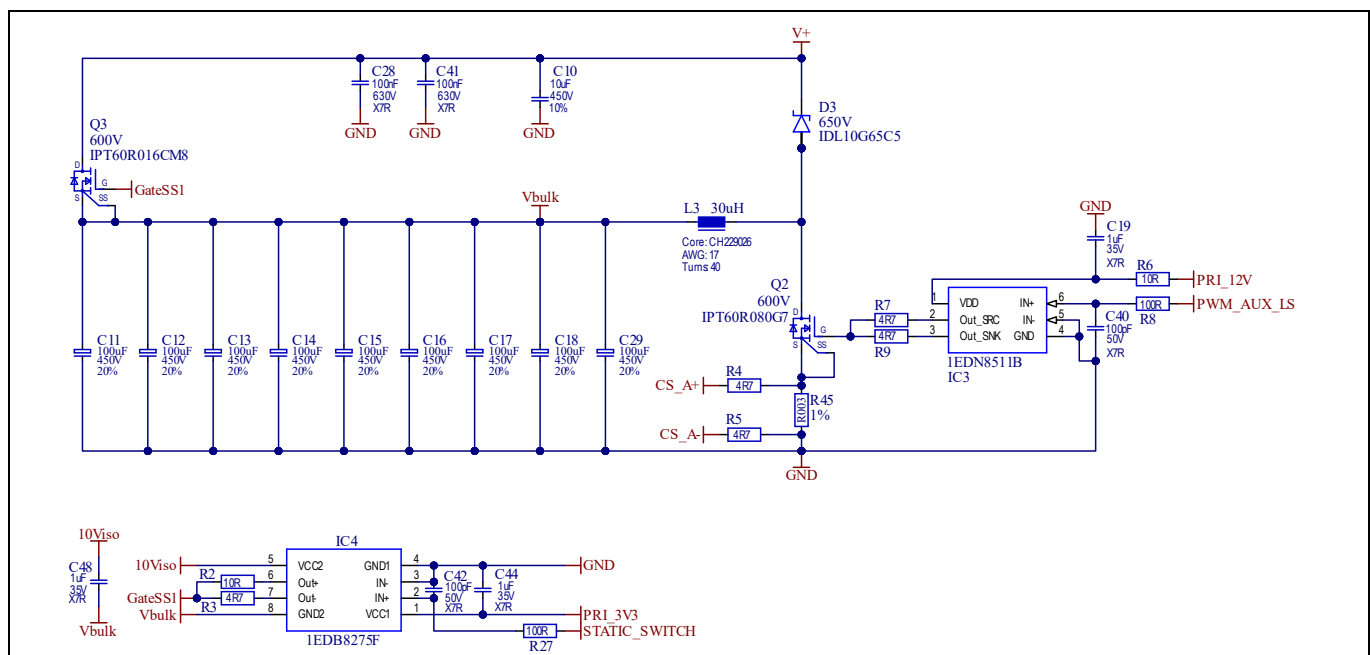 V+
C28
100nF
630V
X7R
GND
C41
100nF
630V
X7R
GND
C10
10uF
450V
10%
GND
D3
650V
IDL10G65C5
Q3
600V
IPT60R016CM8
D
G
S
SS
GateSS1
Vbulk
L3 30uH
Core: CH229026
AWG: 17
Turns: 40
GND
C19
1uF
35V
X7R
R6
10R
PRI_12V
PWM_AUX_LS
100R
R8
C40
100pF
50V
X7R
Q2
600V
IPT60R080G7
D
G
S
SS
R7
4R7
4R7
R9
1
2
3
VDD
Out_SRC
Out_SNK
IN+
IN-
GND
6
5
4
1EDN8511B
IC3
C11
100uF
450V
20%
C12
100uF
450V
20%
C13
100uF
450V
20%
C14
100uF
450V
20%
C15
100uF
450V
20%
C16
100uF
450V
20%
C17
100uF
450V
20%
C18
100uF
450V
20%
C29
100uF
450V
20%
CS_A+
R4
4R7
R003
R45
1%
CS_A-
R5
4R7
GND
10Viso
C48
1uF
35V
X7R
Vbulk
IC4
10Viso
R2
10R
GateSS1
4R7
R3
Vbulk
5
6
7
8
VCC2
Out+
Out-
GND2
GND1
IN-
IN+
VCC1
4
3
2
1
1EDB8275F
C42
100pF
50V
X7R
C44
1uF
35V
X7R
GND
PRI_3V3
STATIC_SWITCH
100R
R27